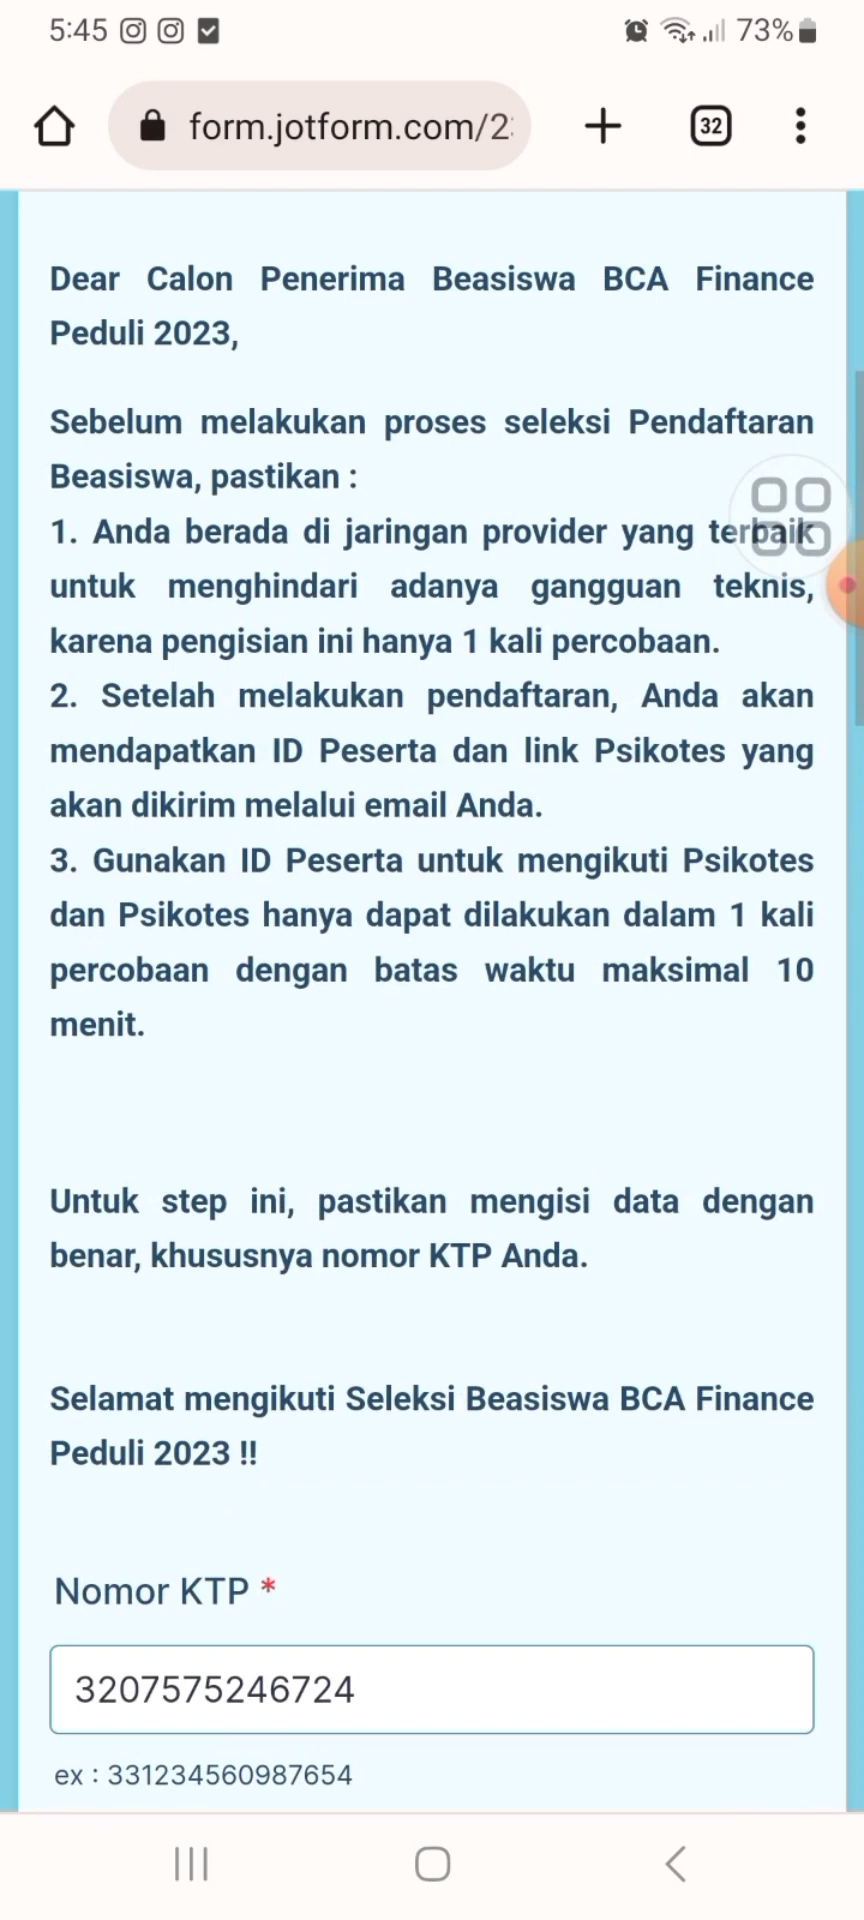 5:45
73%
form.jotform.com/2
32
Dear Calon Penerima Beasiswa BCA Finance
Peduli 2023,
Sebelum melakukan proses seleksi Pendaftaran
Beasiswa, pastikan :
1. Anda berada di jaringan provider yang terbaik
untuk menghindari adanya gangguan teknis,
karena pengisian ini hanya 1 kali percobaan.
2. Setelah melakukan pendaftaran, Anda akan
mendapatkan ID Peserta dan link Psikotes yang
akan dikirim melalui email Anda.
3. Gunakan ID Peserta untuk mengikuti Psikotes
dan Psikotes hanya dapat dilakukan dalam 1 kali
percobaan dengan batas waktu maksimal 10
menit.
Untuk step ini, pastikan mengisi data dengan
benar, khususnya nomor KTP Anda.
Selamat mengikuti Seleksi Beasiswa BCA Finance
Peduli 2023 !!
Nomor KTP *
3207575246724
ex : 331234560987654